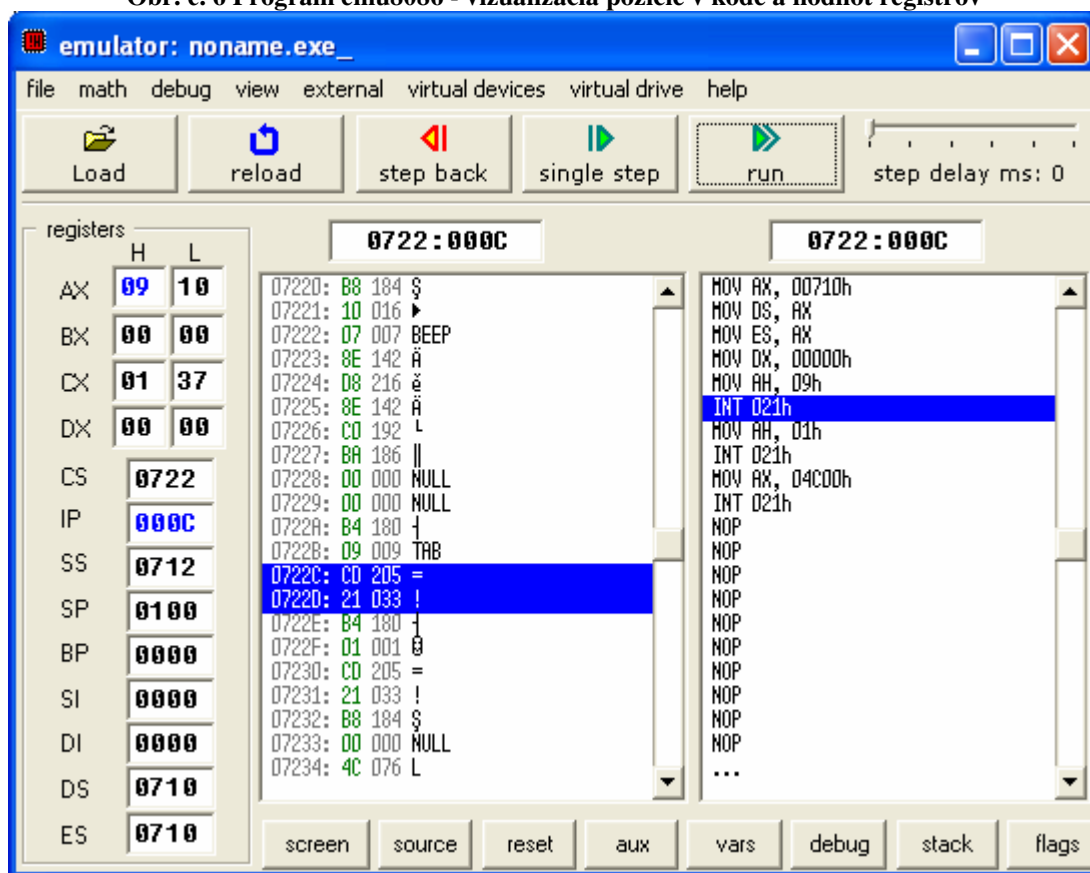 Obr. č. 6 Program emu8086 - vizualizácia pozície v kóde a hodnôt registrov
emulator: noname.exe_
file math debug view external virtual devices virtual drive help
Load reload step back single step run step delay ms: 0
registers
H L
AX 09 10
BX 00 00
CX 01 37
DX 00 00
CS 0722
IP 000C
SS 0712
SP 0100
BP 0000
SI 0000
DI 0000
DS 0710
ES 0710
0722:000C
07220: B8 184 Ş
07221: 10 016 ►
07222: 07 007 BEEP
07223: 8E 142 Ä
07224: D8 216 ě
07225: 8E 142 Ä
07226: C0 192 └
07227: BA 186 ║
07228: 00 000 NULL
07229: 00 000 NULL
0722A: B4 180 ┤
0722B: 09 009 TAB
0722C: CD 205 =
0722D: 21 033 !
0722E: B4 180 ┤
0722F: 01 001 ☺
07230: CD 205 =
07231: 21 033 !
07232: B8 184 Ş
07233: 00 000 NULL
07234: 4C 076 L
0722:000C
MOV AX, 00710h
MOV DS, AX
MOV ES, AX
MOV DX, 00000h
MOV AH, 09h
INT 021h
MOV AH, 01h
INT 021h
MOV AX, 04C00h
INT 021h
NOP
NOP
NOP
NOP
NOP
NOP
NOP
NOP
NOP
NOP
...
screen source reset aux vars debug stack flags